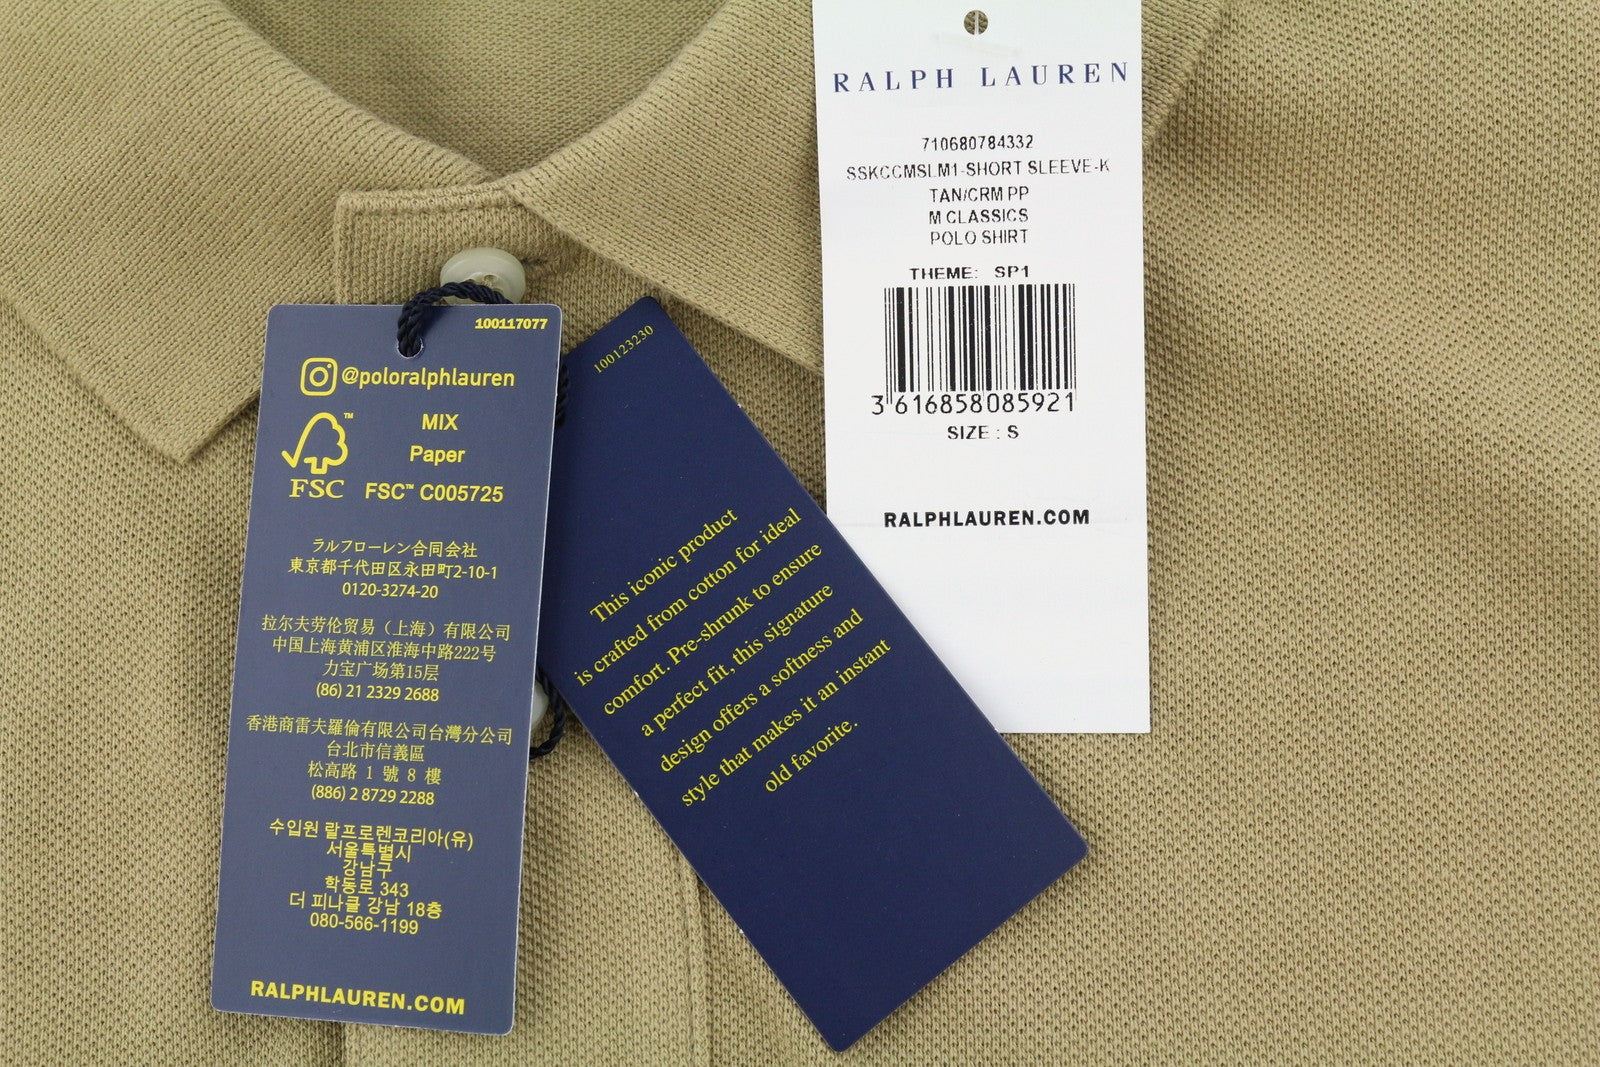 100117077
@poloralphlauren
MIX
Paper
FSC
FSC™ C005725
ラルフローレン合同会社
東京都千代田区永田町2-10-1
0120-3274-20
拉尔夫劳伦贸易（上海）有限公司
中国上海黄浦区淮海中路222号
力宝广场第15层
(86) 21 2329 2688
香港商雷夫羅倫有限公司台灣分公司
台北市信義區
松高路 1 號 8 樓
(886) 2 8729 2288
수입원 랄프로렌코리아(유)
서울특별시
강남구
학동로 343
더 피나클 강남 18층
080-566-1199
RALPHLAUREN.COM
100123230
This iconic product
is crafted from cotton for ideal
comfort. Pre-shrunk to ensure
a perfect fit, this signature
design offers a softness and
style that makes it an instant
old favorite.
RALPH LAUREN
710680784332
SSKCCMSLM1-SHORT SLEEVE-K
TAN/CRM PP
M CLASSICS
POLO SHIRT
THEME: SP1
3 616858 085921
SIZE : S
RALPHLAUREN.COM